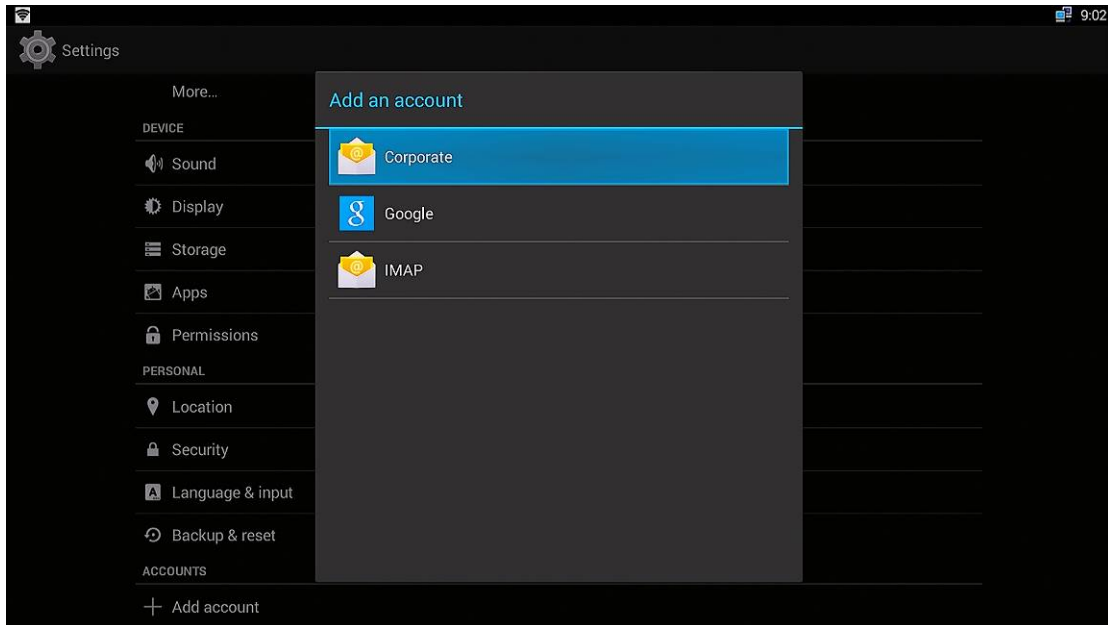 9:02
Settings
More...
DEVICE
Sound
Display
Storage
Apps
Permissions
PERSONAL
Location
Security
Language & input
Backup & reset
ACCOUNTS
Add account
Add an account
Corporate
Google
IMAP